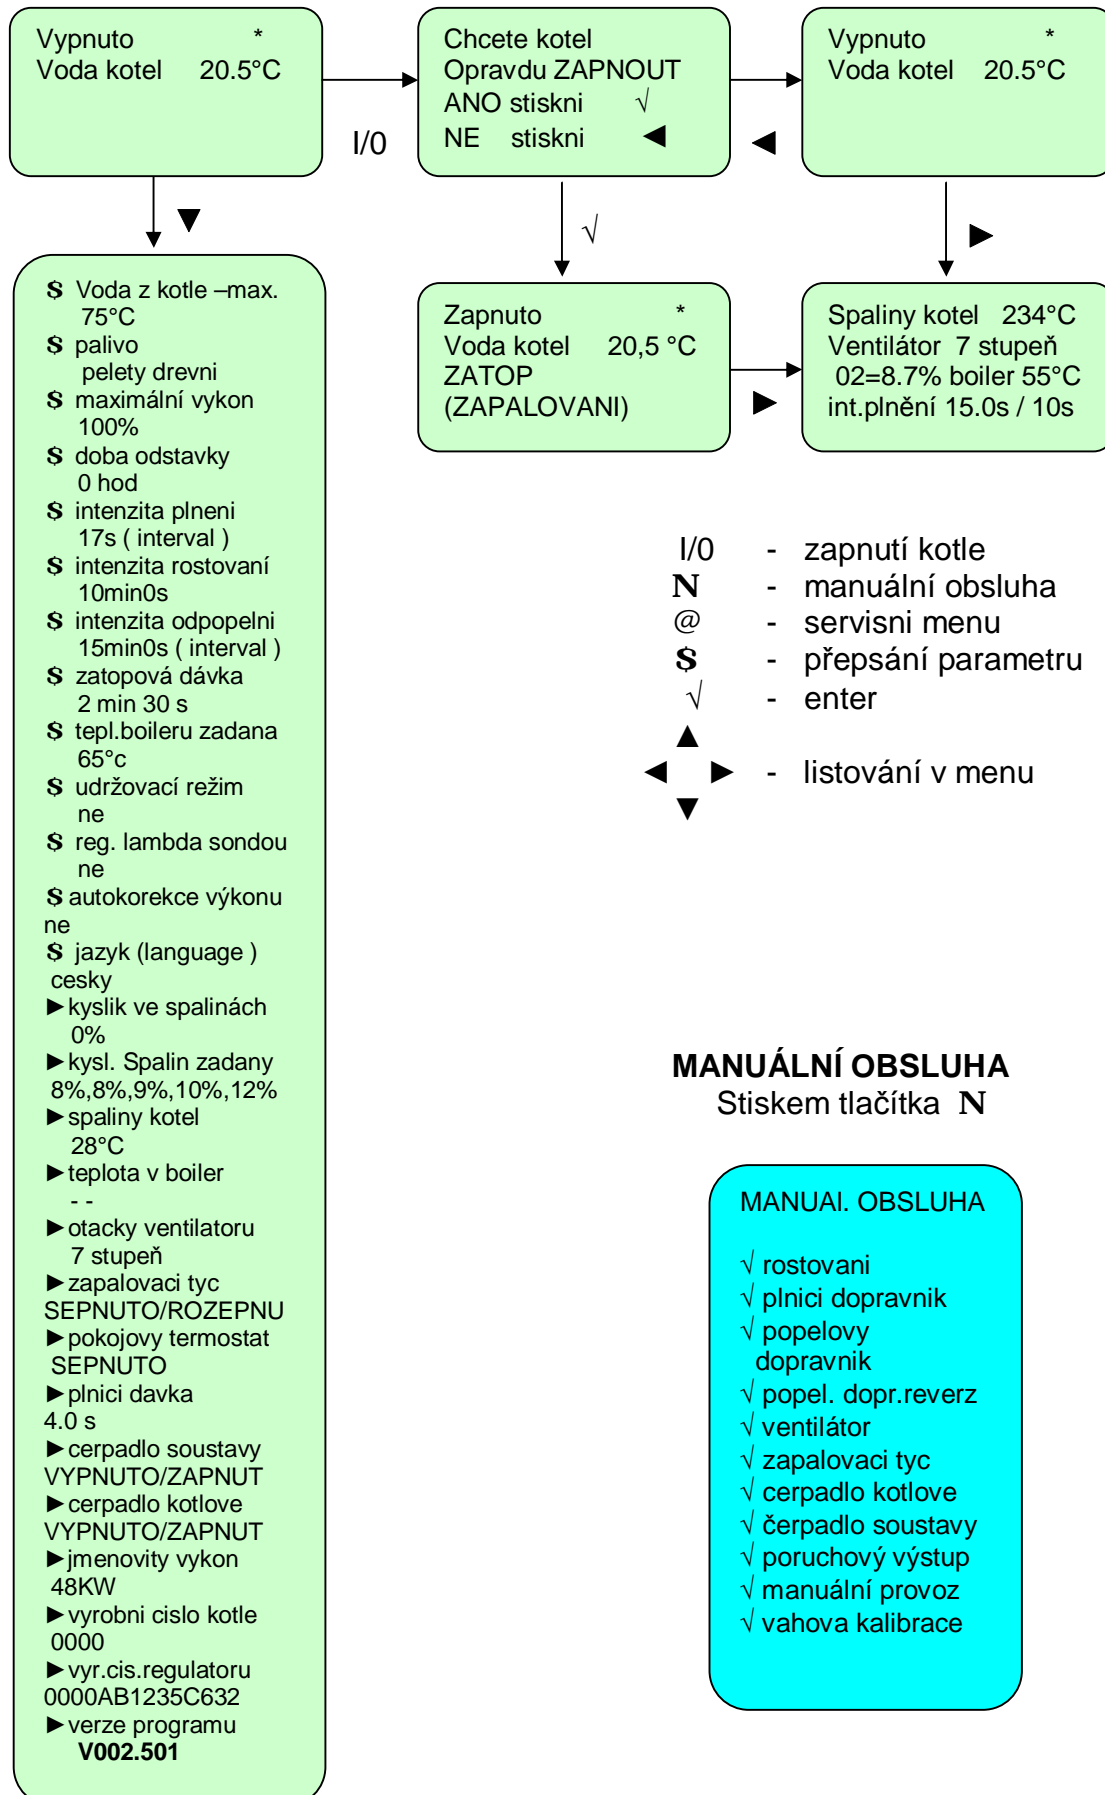 Vypnuto *
Voda kotel 20.5°C
I/0
Chcete kotel
Opravdu ZAPNOUT
ANO stiskni √
NE stiskni ◄
◄
Vypnuto *
Voda kotel 20.5°C
▼
√
►
Zapnuto *
Voda kotel 20,5 °C
ZATOP
(ZAPALOVANI)
►
Spaliny kotel 234°C
Ventilátor 7 stupeň
02=8.7% boiler 55°C
int.plnění 15.0s / 10s
$ Voda z kotle –max.
75°C
$ palivo
pelety drevni
$ maximální vykon
100%
$ doba odstavky
0 hod
$ intenzita plneni
17s ( interval )
$ intenzita rostovaní
10min0s
$ intenzita odpopelni
15min0s ( interval )
$ zatopová dávka
2 min 30 s
$ tepl.boileru zadana
65°c
$ udržovací režim
ne
$ reg. lambda sondou
ne
$ autokorekce výkonu
ne
$ jazyk (language )
cesky
►kyslik ve spalinách
0%
►kysl. Spalin zadany
8%,8%,9%,10%,12%
►spaliny kotel
28°C
►teplota v boiler
- -
►otacky ventilatoru
7 stupeň
►zapalovaci tyc
SEPNUTO/ROZEPNU
►pokojovy termostat
SEPNUTO
►plnici davka
4.0 s
►cerpadlo soustavy
VYPNUTO/ZAPNUT
►cerpadlo kotlove
VYPNUTO/ZAPNUT
►jmenovity vykon
48KW
►vyrobni cislo kotle
0000
►vyr.cis.regulatoru
0000AB1235C632
►verze programu
V002.501
I/0 - zapnutí kotle
N - manuální obsluha
@ - servisni menu
$ - přepsání parametru
√ - enter
▲
◄ ► - listování v menu
▼
MANUÁLNÍ OBSLUHA
Stiskem tlačítka N
MANUAl. OBSLUHA
√ rostovani
√ plnici dopravnik
√ popelovy
dopravnik
√ popel. dopr.reverz
√ ventilátor
√ zapalovaci tyc
√ cerpadlo kotlove
√ čerpadlo soustavy
√ poruchový výstup
√ manuální provoz
√ vahova kalibrace